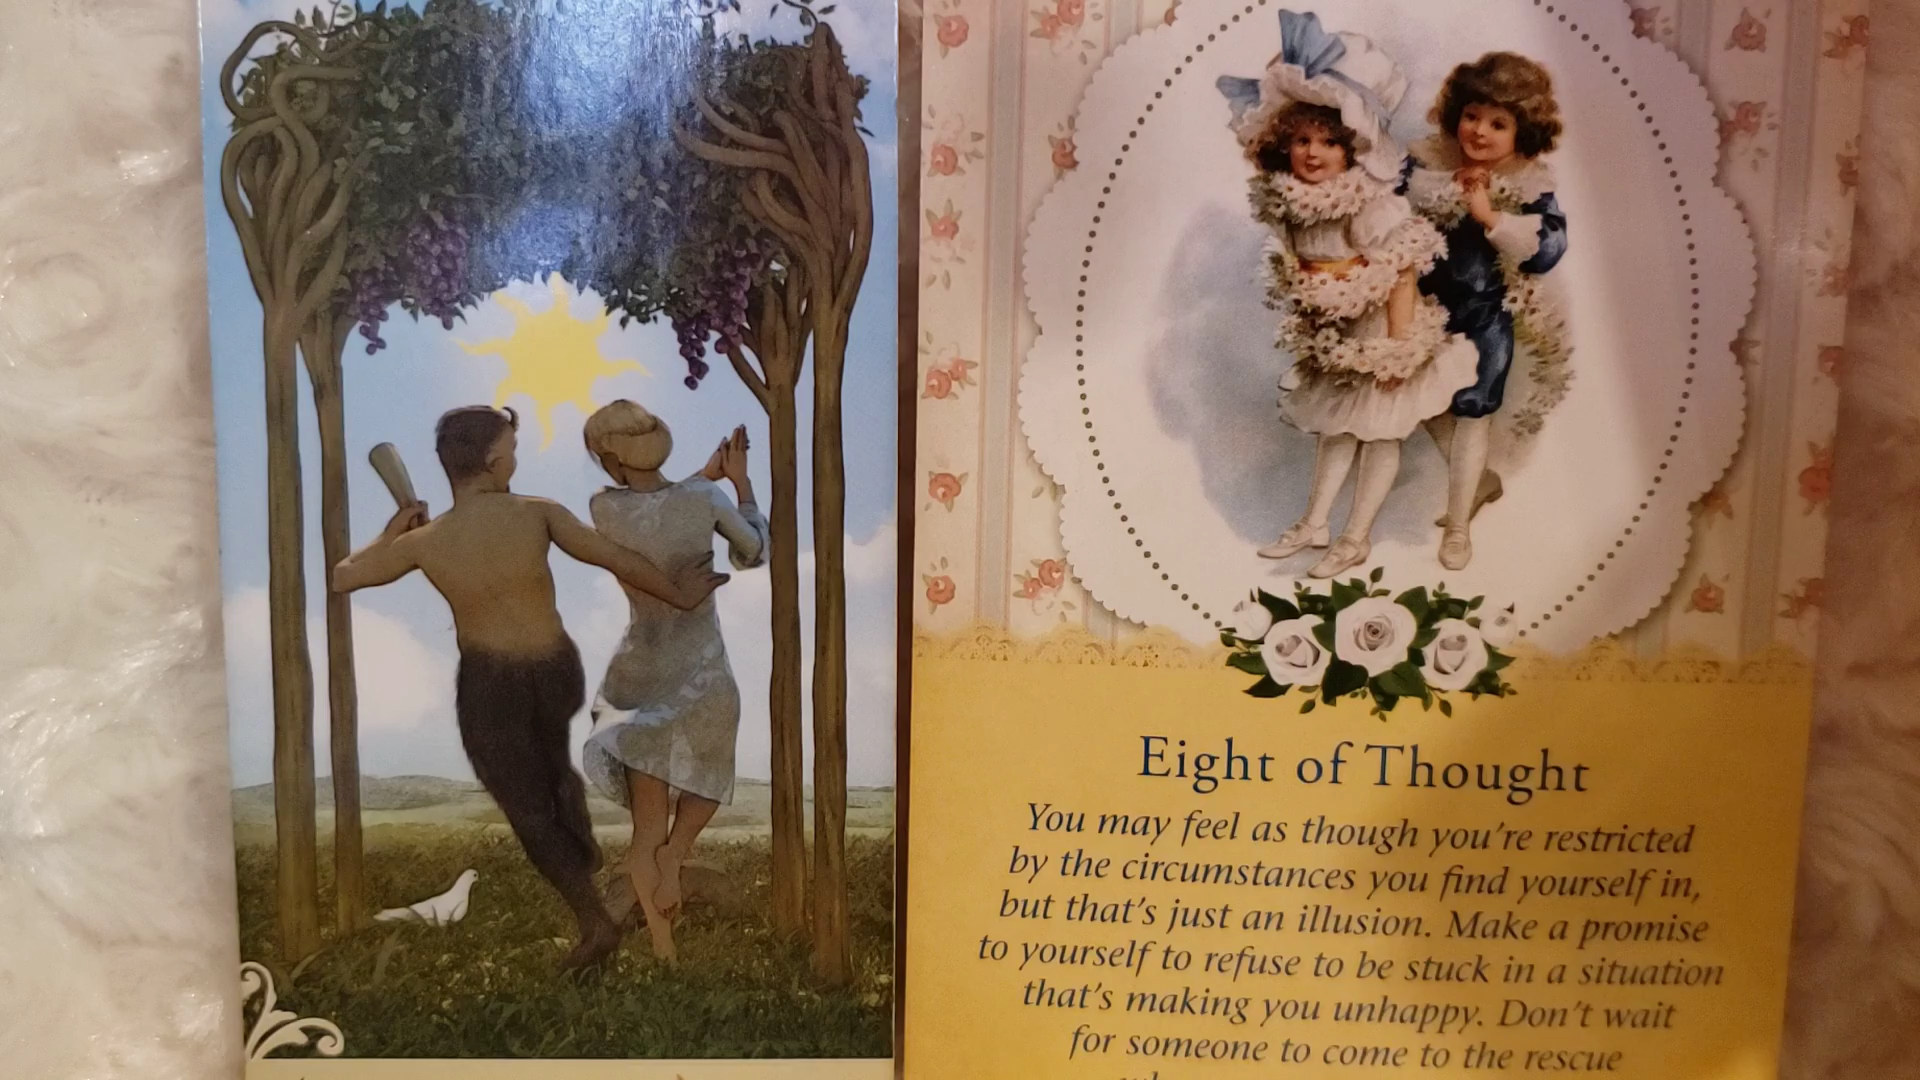 Eight of Thought
You may feel as though you're restricted
by the circumstances you find yourself in,
but that's just an illusion. Make a promise
to yourself to refuse to be stuck in a situation
that's making you unhappy. Don't wait
for someone to come to the rescue